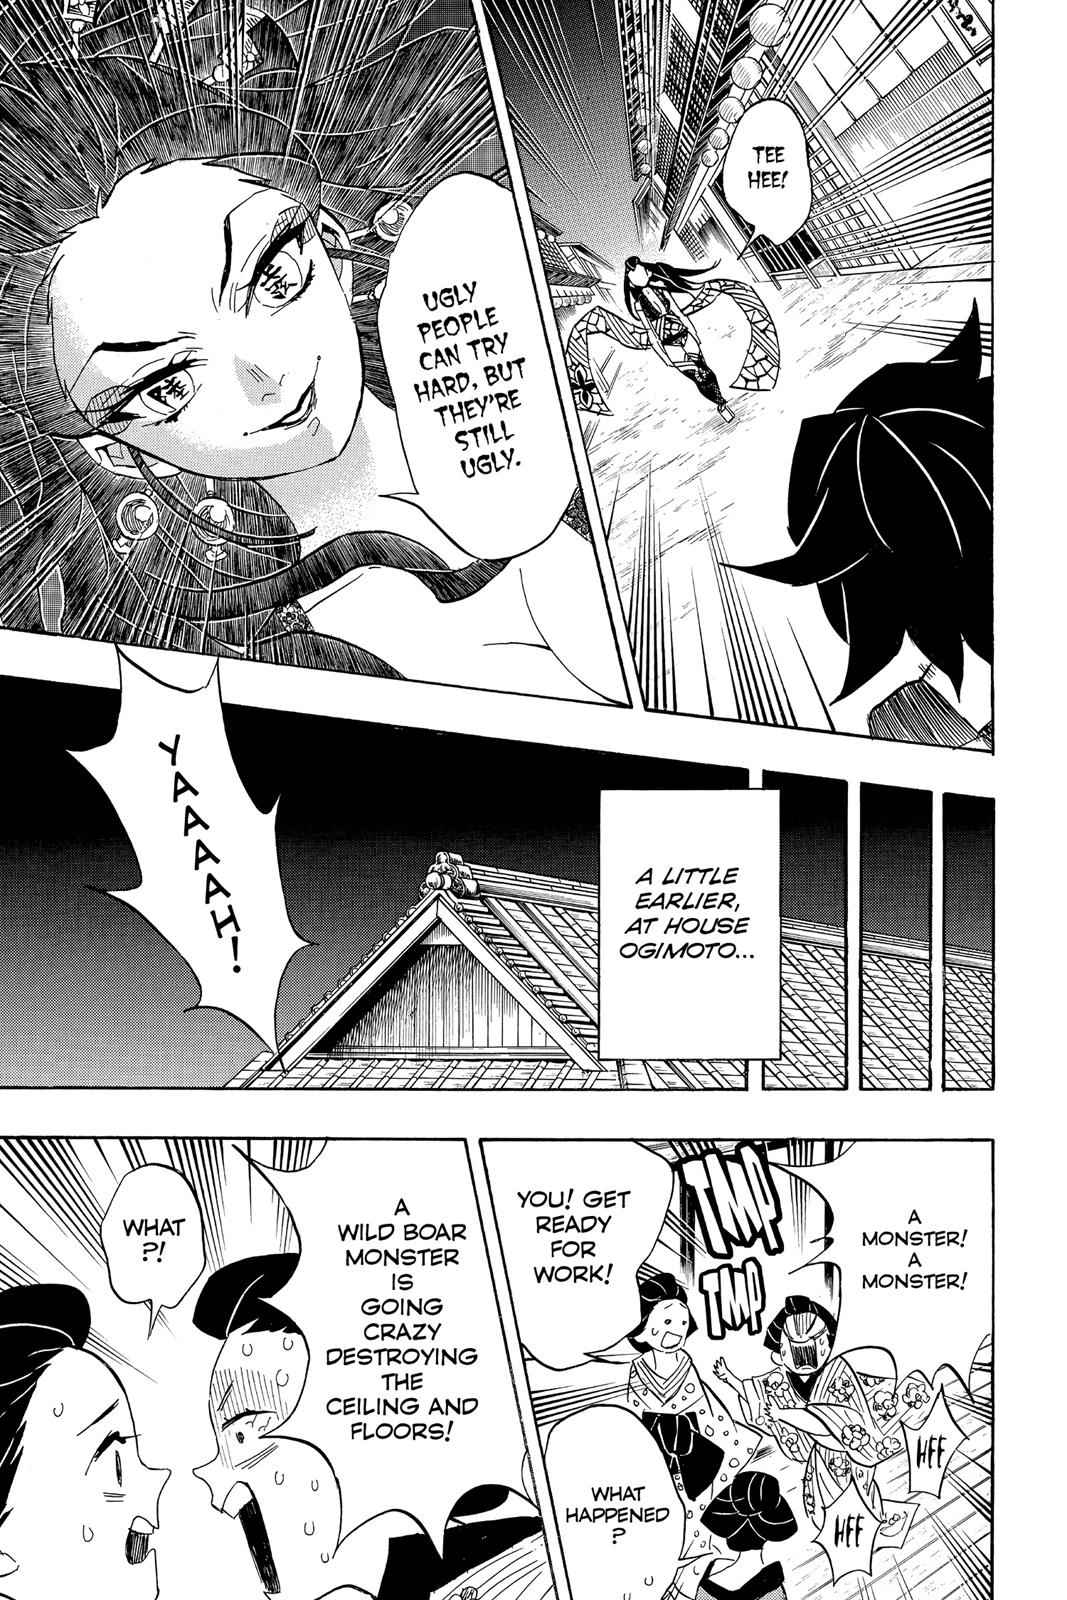 TEE
HEE!
UGLY
PEOPLE
CAN TRY
HARD, BUT
THEY'RE
STILL
UGLY.
A LITTLE
EARLIER,
AT HOUSE
OGIMOTO...
YAAAAH!
A
MONSTER!
A
MONSTER!
TMP
TMP
YOU! GET
READY
FOR
WORK!
HFF
HFF
WHAT
HAPPENED
?
A
WILD BOAR
MONSTER
IS
GOING
CRAZY
DESTROYING
THE
CEILING AND
FLOORS!
WHAT
?!